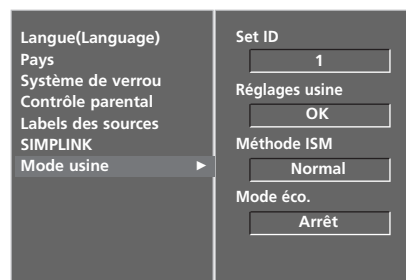 Langue(Language)
Pays
Système de verrou
Contrôle parental
Labels des sources
SIMPLINK
Mode usine ►
Set ID
1
Réglages usine
OK
Méthode ISM
Normal
Mode éco.
Arrêt